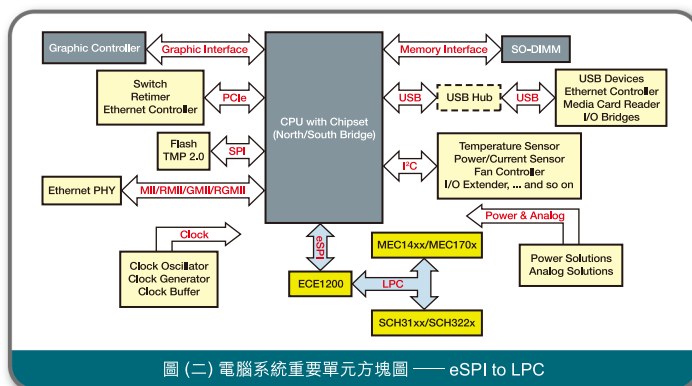 Graphic Controller
Graphic Interface
Memory Interface
SO-DIMM
Switch
Retimer
Ethernet Controller
PCIe
CPU with Chipset
(North/South Bridge)
USB
USB Hub
USB
USB Devices
Ethernet Controller
Media Card Reader
I/O Bridges
Flash
TMP 2.0
SPI
I²C
Temperature Sensor
Power/Current Sensor
Fan Controller
I/O Extender, ... and so on
Ethernet PHY
MII/RMII/GMII/RGMII
Clock
Power & Analog
Clock Oscillator
Clock Generator
Clock Buffer
eSPI
MEC14xx/MEC170x
Power Solutions
Analog Solutions
ECE1200
LPC
SCH31xx/SCH322x
圖 (二) 電腦系統重要單元方塊圖 —— eSPI to LPC